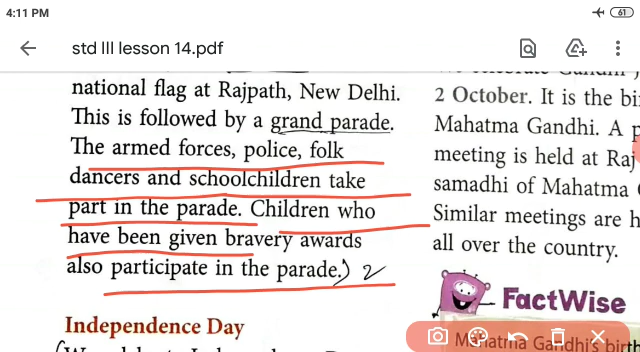 4:11 PM
61
std III lesson 14.pdf
national flag at Rajpath, New Delhi.
This is followed by a grand parade.
The armed forces, police, folk
dancers and schoolchildren take
part in the parade. Children who
have been given bravery awards
also participate in the parade.) 2
Independence Day
2 October. It is the bi
Mahatma Gandhi. A p
meeting is held at Raj
samadhi of Mahatma
Similar meetings are h
all over the country.
FactWise
Mahatma Gandhi's birth